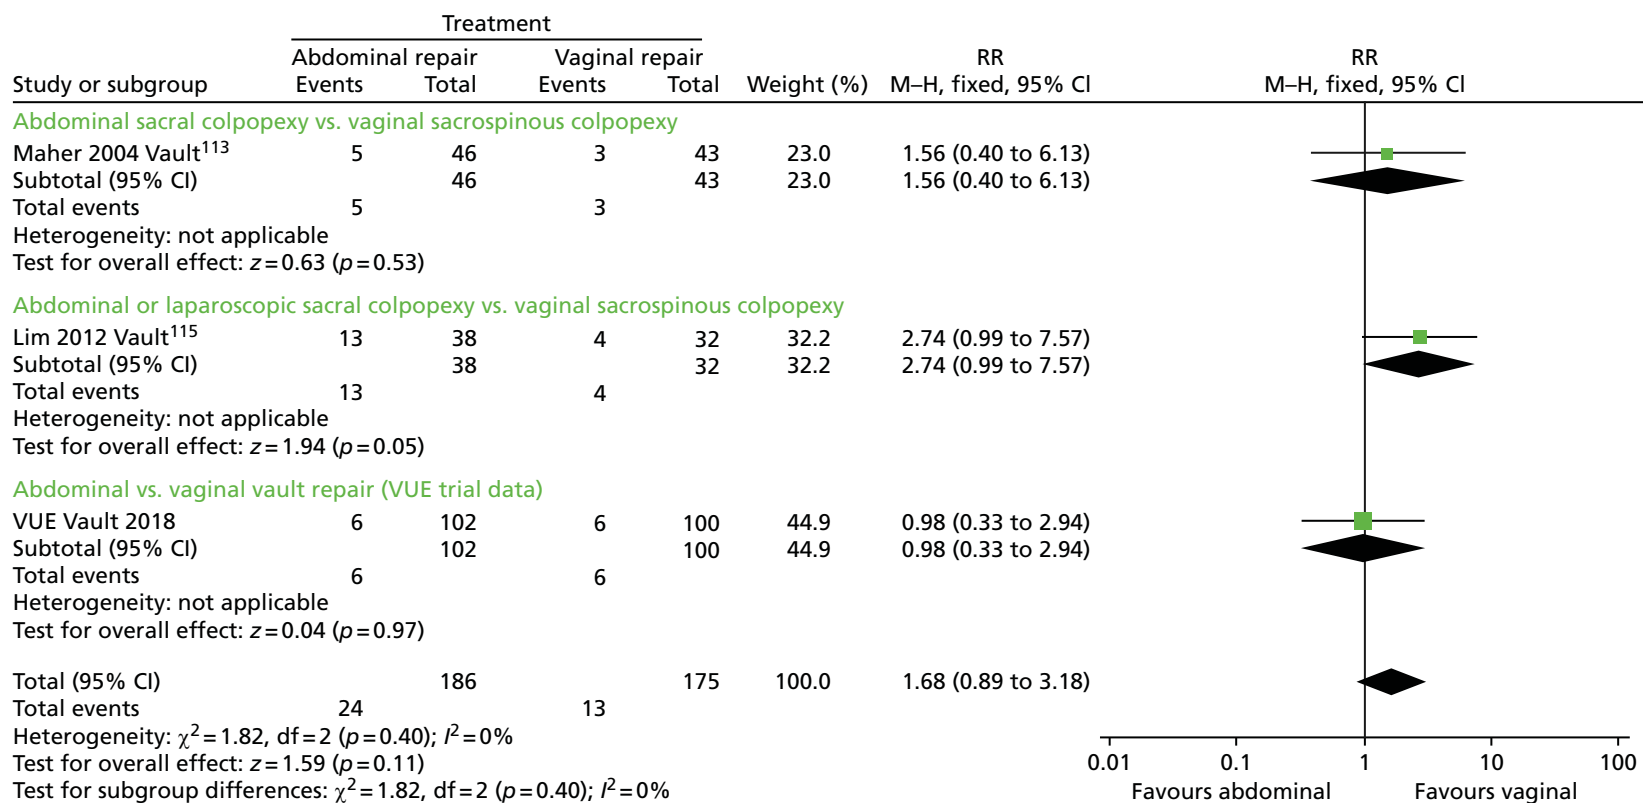 Treatment
Abdominal repair Vaginal repair RR RR
Study or subgroup Events Total Events Total Weight (%) M–H, fixed, 95% CI M–H, fixed, 95% CI
Abdominal sacral colpopexy vs. vaginal sacrospinous colpopexy
Maher 2004 Vault113 5 46 3 43 23.0 1.56 (0.40 to 6.13)
Subtotal (95% CI) 46 43 23.0 1.56 (0.40 to 6.13)
Total events 5 3
Heterogeneity: not applicable
Test for overall effect: z=0.63 (p=0.53)
Abdominal or laparoscopic sacral colpopexy vs. vaginal sacrospinous colpopexy
Lim 2012 Vault115 13 38 4 32 32.2 2.74 (0.99 to 7.57)
Subtotal (95% CI) 38 32 32.2 2.74 (0.99 to 7.57)
Total events 13 4
Heterogeneity: not applicable
Test for overall effect: z=1.94 (p=0.05)
Abdominal vs. vaginal vault repair (VUE trial data)
VUE Vault 2018 6 102 6 100 44.9 0.98 (0.33 to 2.94)
Subtotal (95% CI) 102 100 44.9 0.98 (0.33 to 2.94)
Total events 6 6
Heterogeneity: not applicable
Test for overall effect: z=0.04 (p=0.97)
Total (95% CI) 186 175 100.0 1.68 (0.89 to 3.18)
Total events 24 13
Heterogeneity: χ2=1.82, df=2 (p=0.40); I2=0%
Test for overall effect: z=1.59 (p=0.11)
Test for subgroup differences: χ2=1.82, df=2 (p=0.40); I2=0%
0.01 0.1 1 10 100
Favours abdominal Favours vaginal